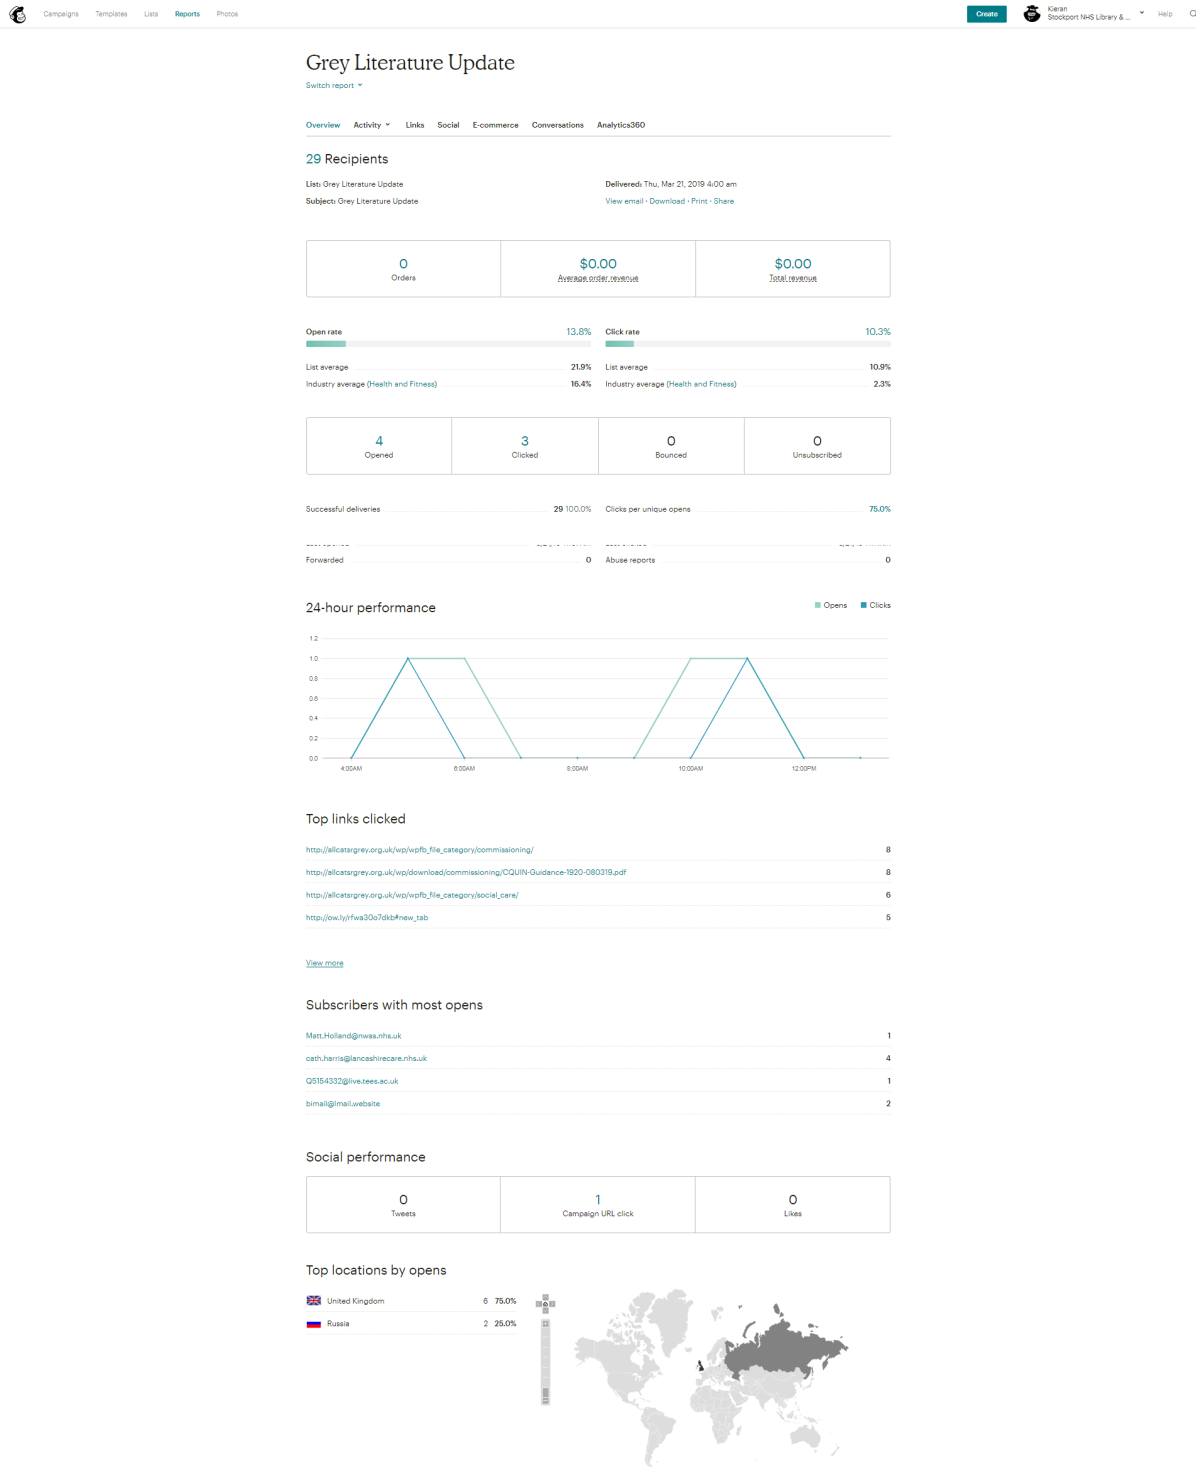 Campaigns Templates Lists Reports Photos Create Kieran Help
Stockport NHS Library & ...
Grey Literature Update
Switch report
Overview Activity Links Social E-commerce Conversations Analytics360
29 Recipients
List: Grey Literature Update Delivered: Thu, Mar 21, 2019 4:00 am
Subject: Grey Literature Update View email · Download · Print · Share
0 $0.00 $0.00
Orders Average order revenue Total revenue
Open rate 13.8% Click rate 10.3%
List average 21.9% List average 10.9%
Industry average (Health and Fitness) 16.4% Industry average (Health and Fitness) 2.3%
4 3 0 0
Opened Clicked Bounced Unsubscribed
Successful deliveries 29 100.0% Clicks per unique opens 75.0%
Forwarded 0 Abuse reports 0
24-hour performance Opens Clicks
1.2
1.0
0.8
0.6
0.4
0.2
0.0
4:00AM 6:00AM 8:00AM 10:00AM 12:00PM
Top links clicked
http://allcatsrgrey.org.uk/wp/wpfb_file_category/commissioning/ 8
http://allcatsrgrey.org.uk/wp/download/commissioning/CQUIN-Guidance-1920-080319.pdf 8
http://allcatsrgrey.org.uk/wp/wpfb_file_category/social_care/ 6
http://ow.ly/rfwa30o7dkb#new_tab 5
View more
Subscribers with most opens
Matt.Holland@nwas.nhs.uk 1
cath.harris@lancashirecare.nhs.uk 4
Q5154332@live.tees.ac.uk 1
bimail@lmail.website 2
Social performance
0 1 0
Tweets Campaign URL click Likes
Top locations by opens
United Kingdom 6 75.0%
Russia 2 25.0%